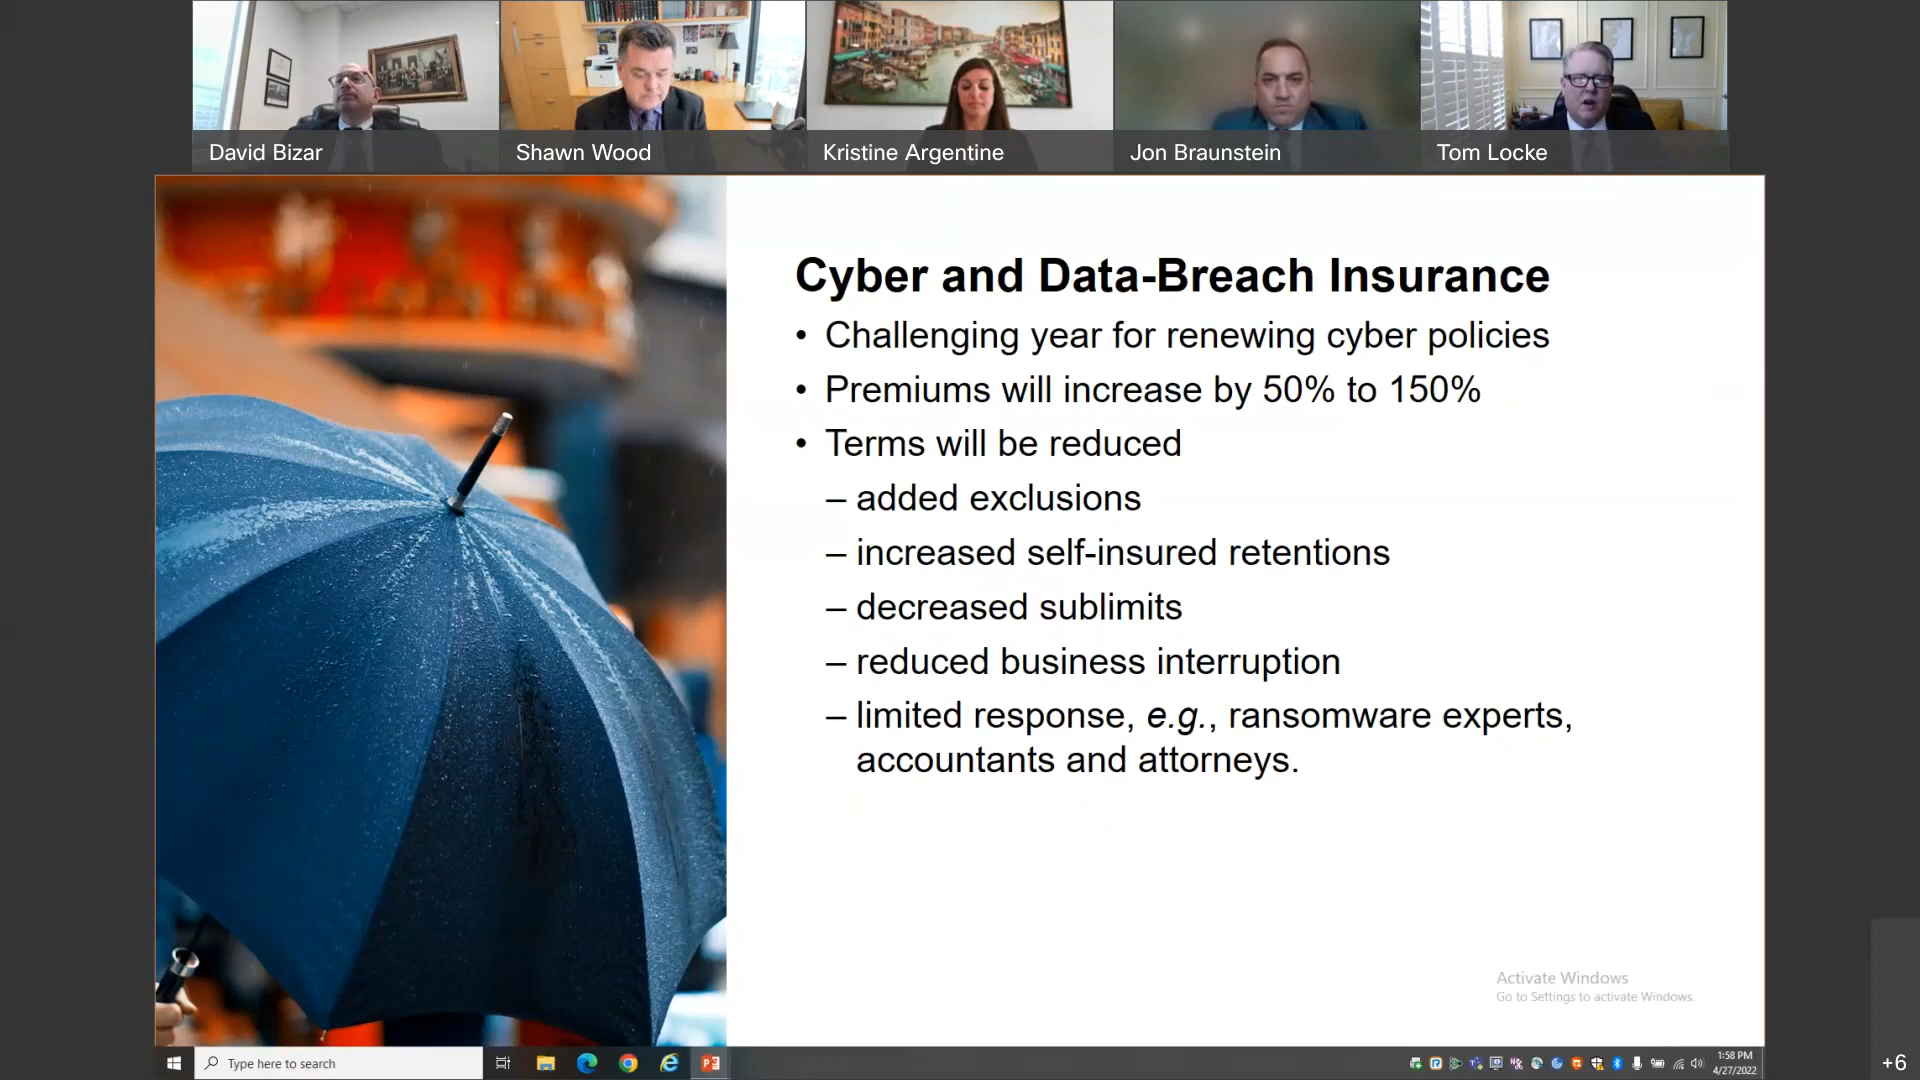 David Bizar
Shawn Wood
Kristine Argentine
Jon Braunstein
Tom Locke
Cyber and Data-Breach Insurance
• Challenging year for renewing cyber policies
• Premiums will increase by 50% to 150%
• Terms will be reduced
– added exclusions
– increased self-insured retentions
– decreased sublimits
– reduced business interruption
– limited response, e.g., ransomware experts,
accountants and attorneys.
Activate Windows
Go to Settings to activate Windows.
Type here to search
1:58 PM
4/27/2022
+6